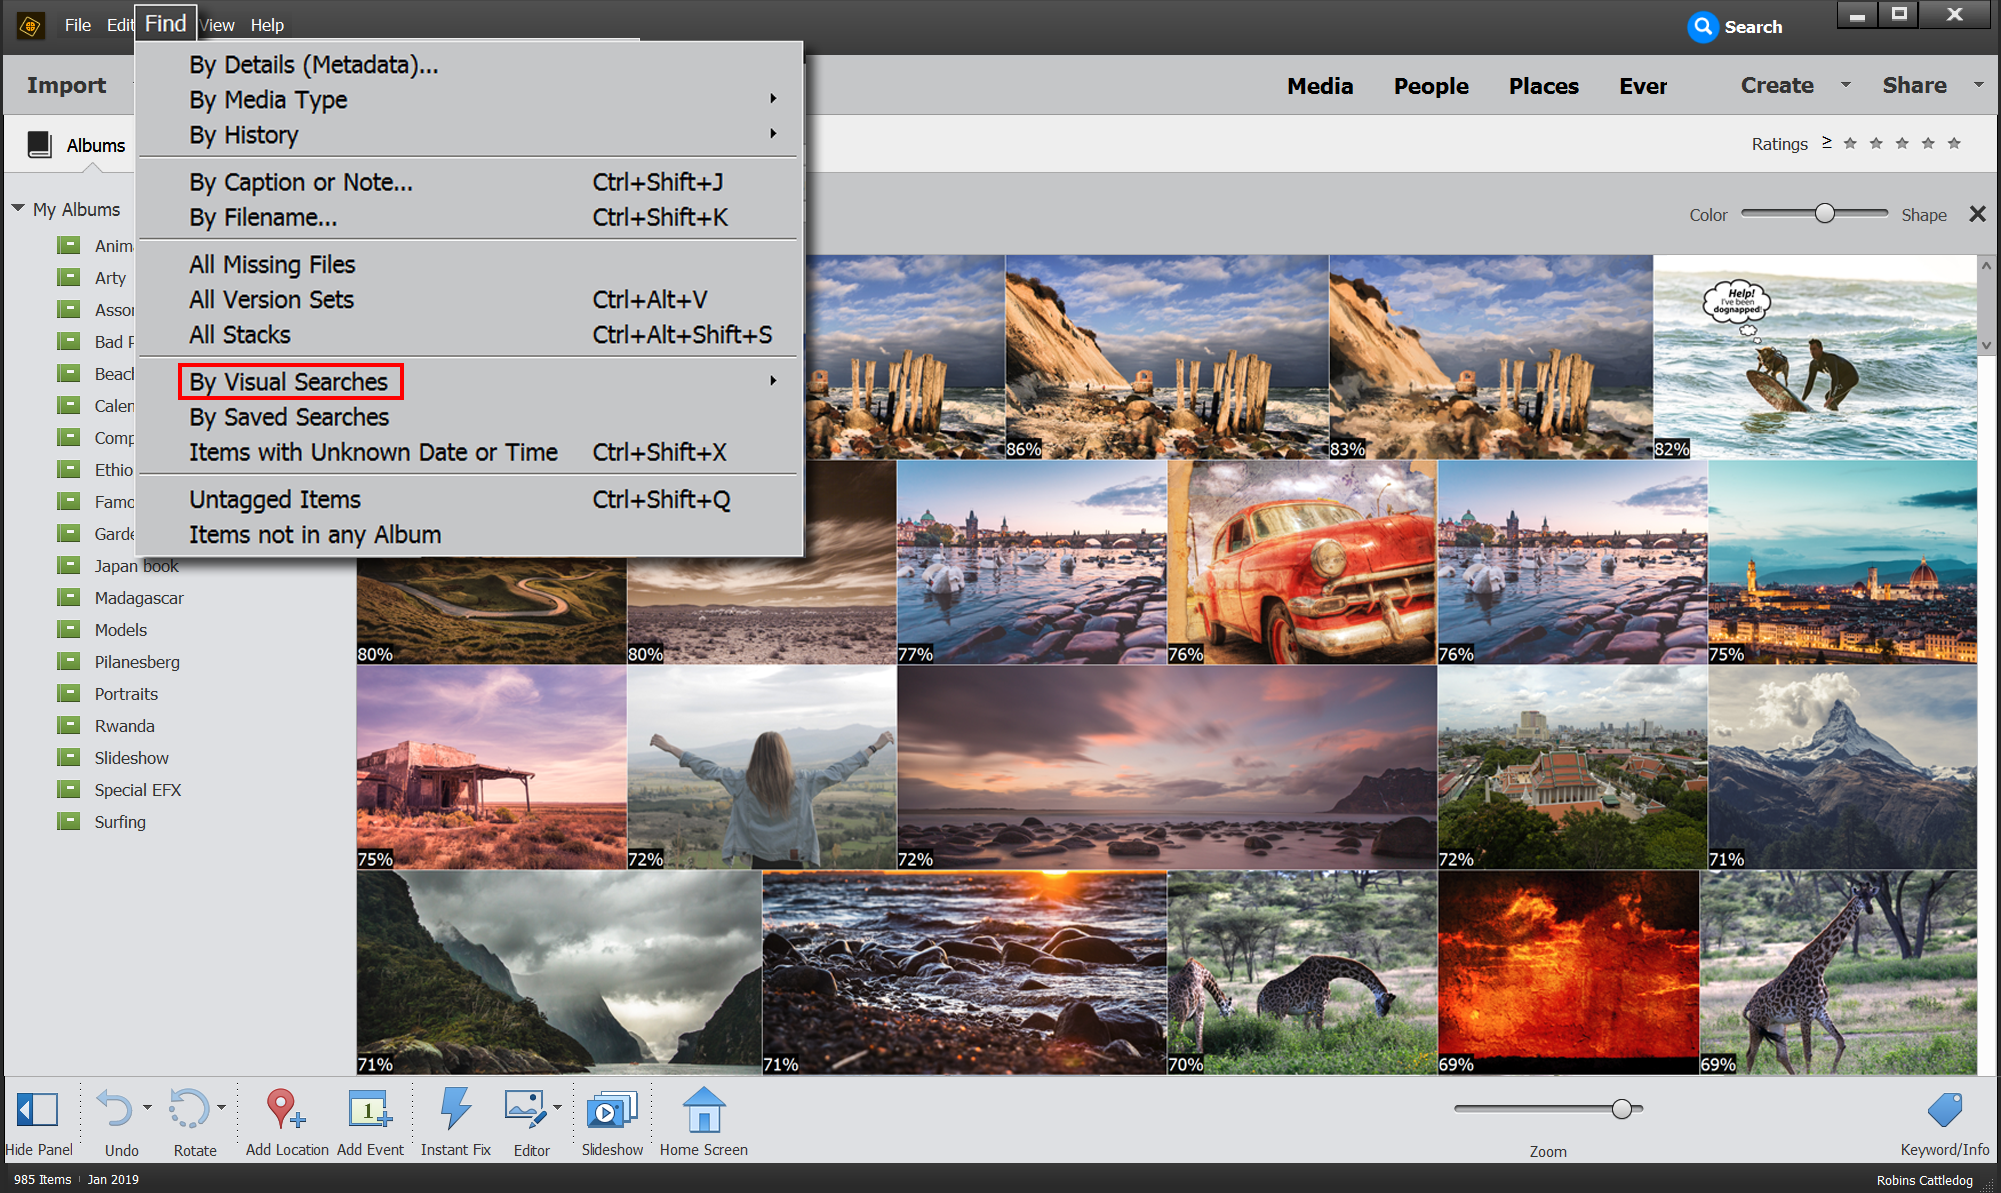 File Edit Find View Help
Search
Import
Media People Places Ever Create Share
By Details (Metadata)...
By Media Type
By History
By Caption or Note... Ctrl+Shift+J
By Filename... Ctrl+Shift+K
All Missing Files
All Version Sets Ctrl+Alt+V
All Stacks Ctrl+Alt+Shift+S
By Visual Searches
By Saved Searches
Items with Unknown Date or Time Ctrl+Shift+X
Untagged Items Ctrl+Shift+Q
Items not in any Album
Albums
Ratings ≥
My Albums
Color Shape
Anim
Arty
Assor
Bad P
Beach
Calen
Comp
Ethio
Famo
Garde
Japan book
Madagascar
Models
Pilanesberg
Portraits
Rwanda
Slideshow
Special EFX
Surfing
Help!
I've been
dognapped!
86% 83% 82%
80% 80% 77% 76% 76% 75%
75% 72% 72% 72% 71%
71% 71% 70% 69% 69%
1
Hide Panel Undo Rotate Add Location Add Event Instant Fix Editor Slideshow Home Screen Zoom Keyword/Info
985 Items Jan 2019 Robins Cattledog